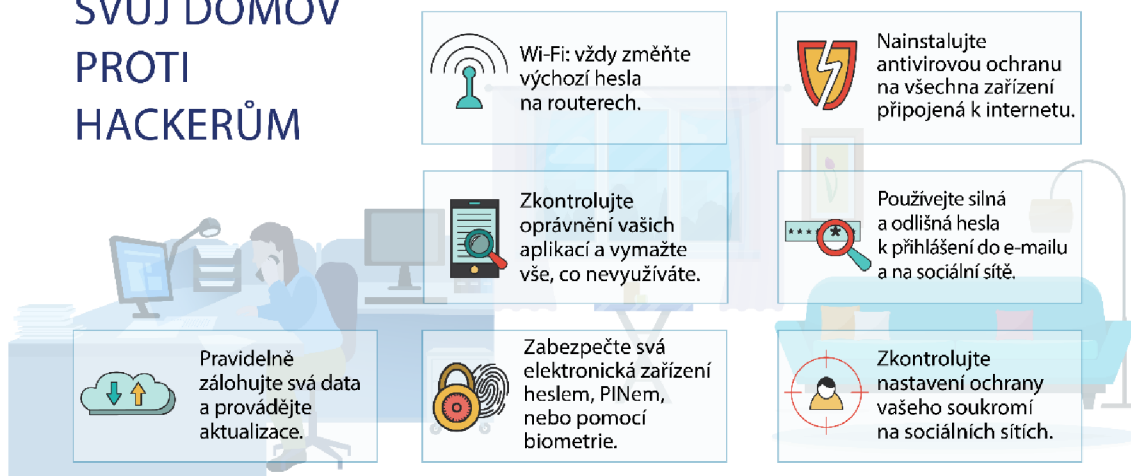 SVŮJ DOMOV
PROTI
HACKERŮM
Wi-Fi: vždy změňte
výchozí hesla
na routerech.
Nainstalujte
antivirovou ochranu
na všechna zařízení
připojená k internetu.
Zkontrolujte
oprávnění vašich
aplikací a vymažte
vše, co nevyužíváte.
Používejte silná
a odlišná hesla
k přihlášení do e-mailu
a na sociální sítě.
Pravidelně
zálohujte svá data
a provádějte
aktualizace.
Zabezpečte svá
elektronická zařízení
heslem, PINem,
nebo pomocí
biometrie.
Zkontrolujte
nastavení ochrany
vašeho soukromí
na sociálních sítích.